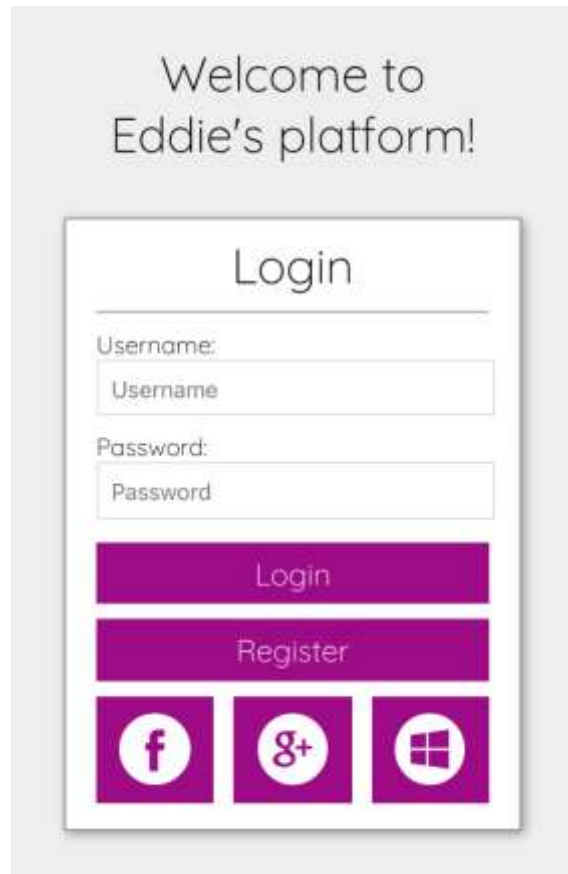 Welcome to
Eddie's platform!
Login
Username:
Username
Password:
Password
Login
Register
f
g+